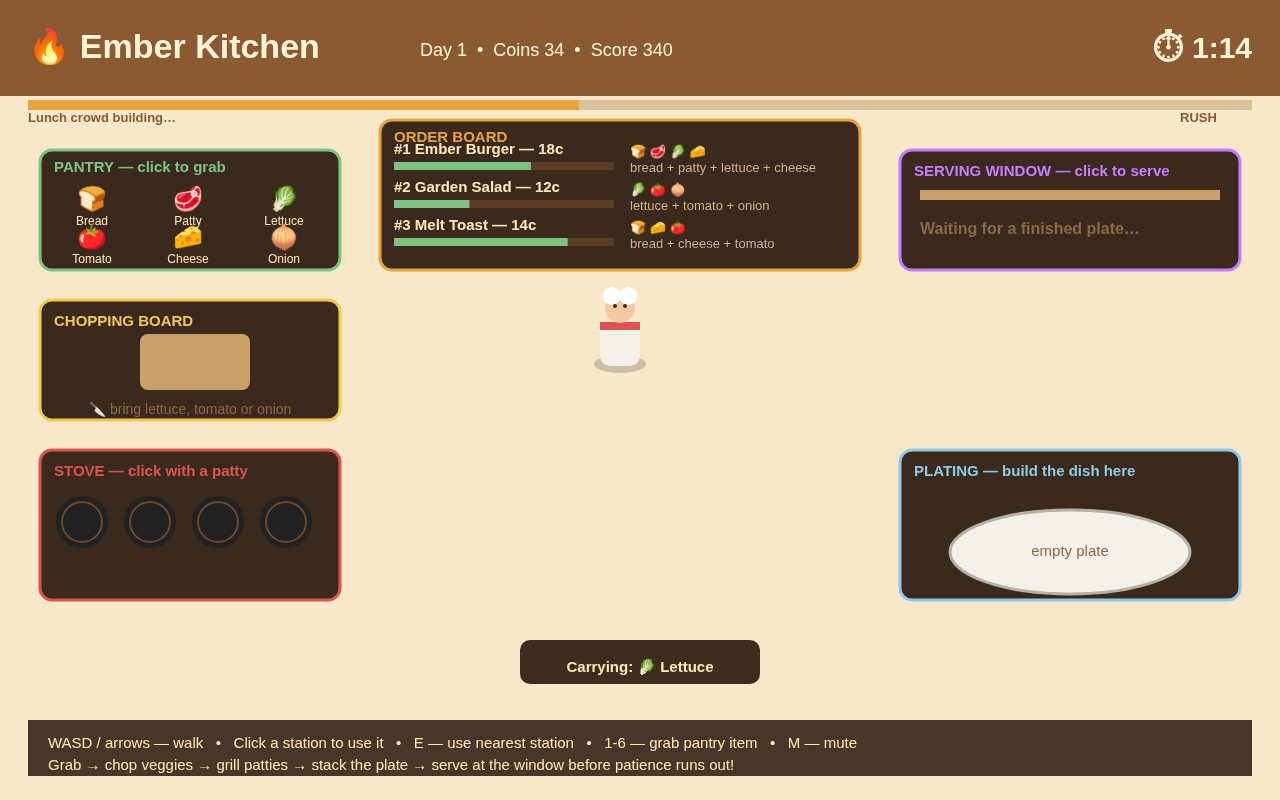 🔥 Ember Kitchen
Day 1 • Coins 34 • Score 340
⏱ 1:14
Lunch crowd building…
RUSH
PANTRY — click to grab
Bread
Patty
Lettuce
Tomato
Cheese
Onion
ORDER BOARD
#1 Ember Burger — 18c
bread + patty + lettuce + cheese
#2 Garden Salad — 12c
lettuce + tomato + onion
#3 Melt Toast — 14c
bread + cheese + tomato
SERVING WINDOW — click to serve
Waiting for a finished plate…
CHOPPING BOARD
🔪 bring lettuce, tomato or onion
STOVE — click with a patty
PLATING — build the dish here
empty plate
Carrying: 🥬 Lettuce
WASD / arrows — walk • Click a station to use it • E — use nearest station • 1-6 — grab pantry item • M — mute
Grab → chop veggies → grill patties → stack the plate → serve at the window before patience runs out!